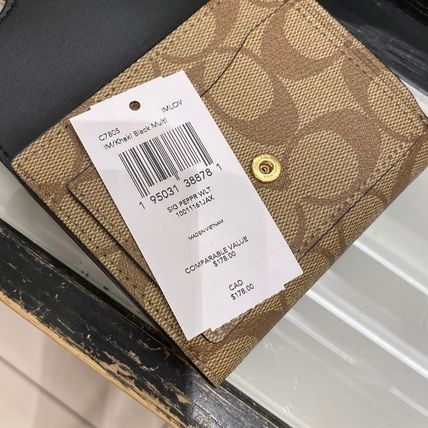 C7805 IMLOV
IM/Khaki Black Multi
1 95031 38878 1
SIG PEPPR WLT
10011161JAX
MADE IN VIETNAM
COMPARABLE VALUE
$178.00
CAD
$178.00